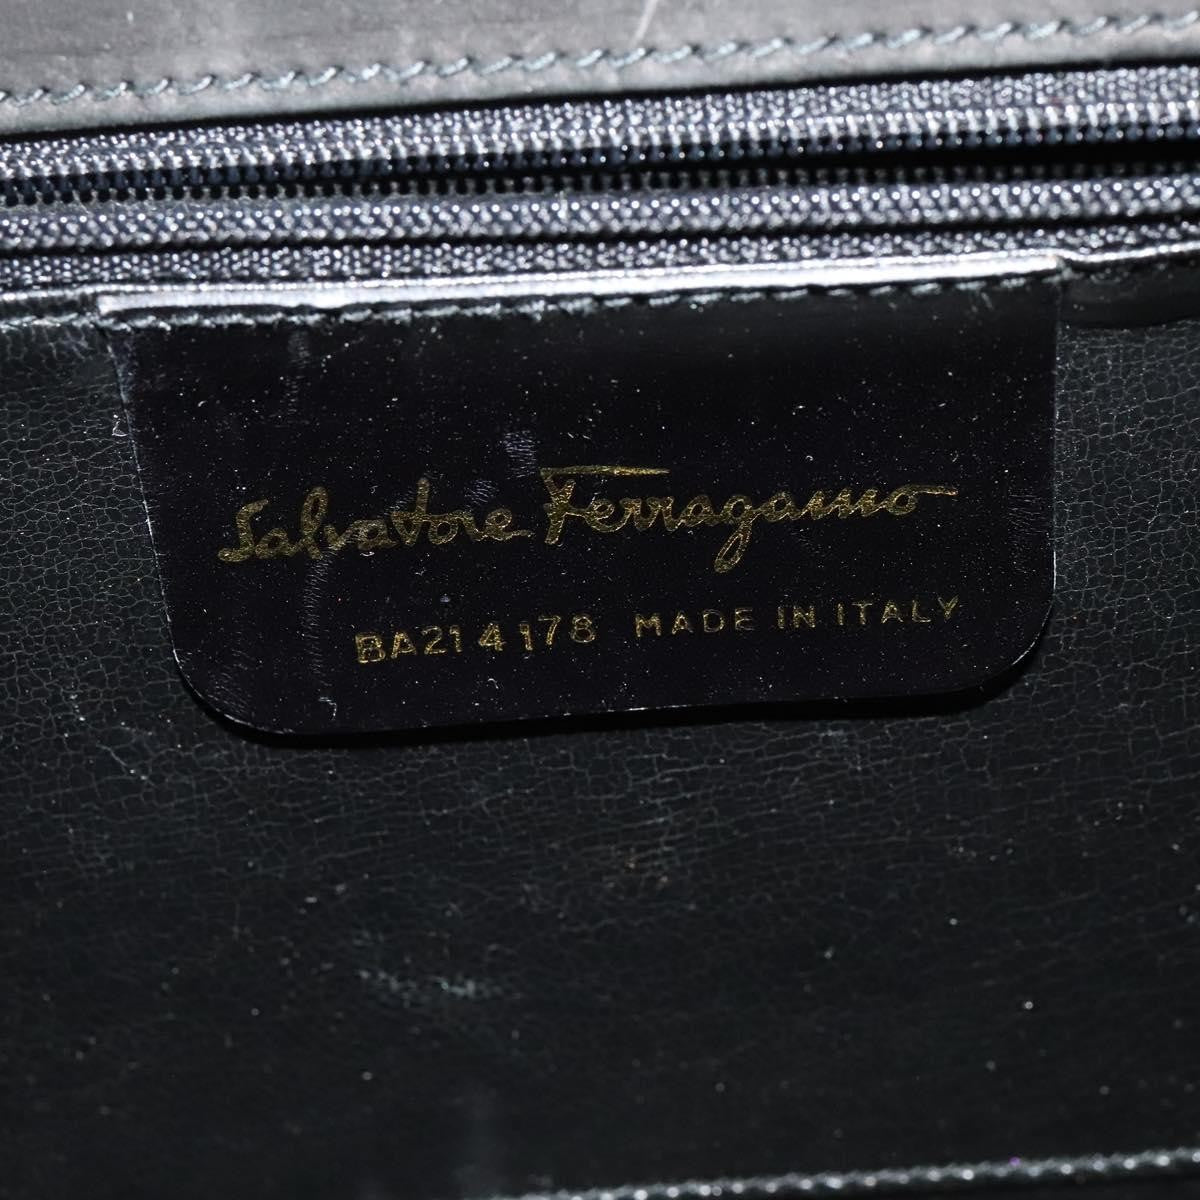 Salvatore Ferragamo
BA21 4178 MADE IN ITALY